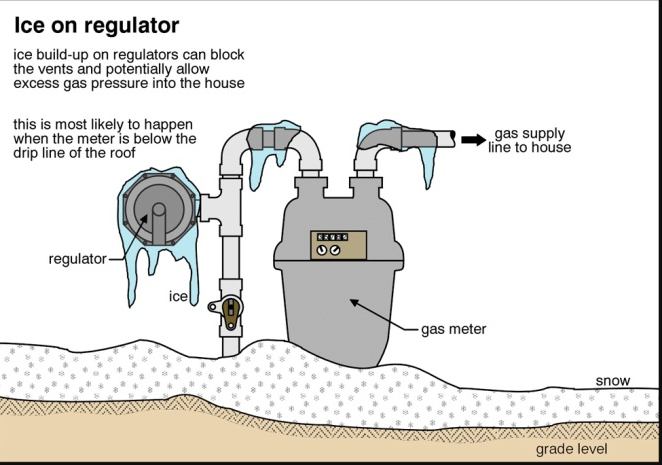 Ice on regulator
ice build-up on regulators can block
the vents and potentially allow
excess gas pressure into the house
this is most likely to happen
when the meter is below the
drip line of the roof
gas supply
line to house
regulator
ice
gas meter
snow
grade level